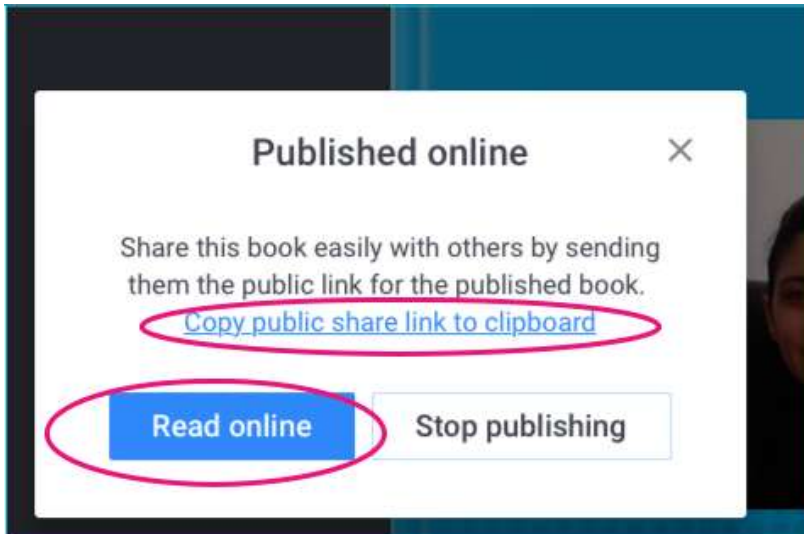 Published online
Share this book easily with others by sending
them the public link for the published book.
Copy public share link to clipboard
Read online
Stop publishing